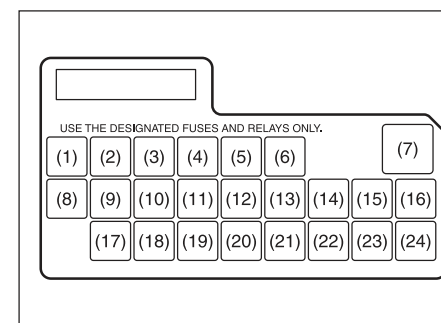 USE THE DESIGNATED FUSES AND RELAYS ONLY.
(1) (2) (3) (4) (5) (6) (7)
(8) (9) (10) (11) (12) (13) (14) (15) (16)
(17) (18) (19) (20) (21) (22) (23) (24)